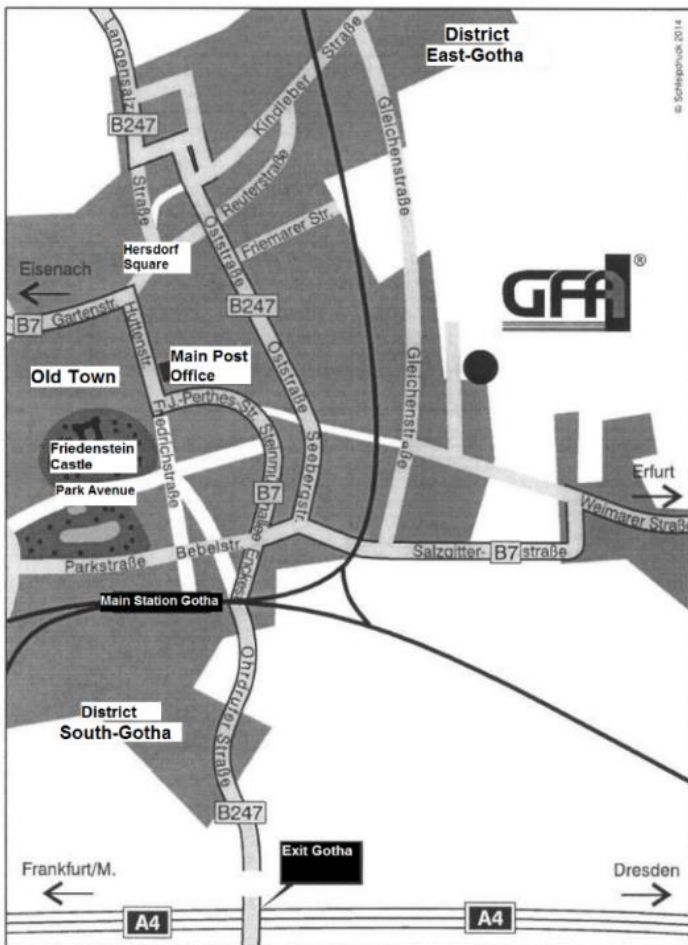 District
East-Gotha
© Schlepdruck 2014
Langensalz.
B247
Straße
Kindleber Straße
Reuterstraße
Gleichenstraße
Friemarer Str.
Oststraße
Hersdorf
Square
Eisenach
B7
Gartenstr.
Huttenstr.
B247
Oststraße
GFA®
Main Post
Office
Old Town
J.-Perthes-Str.
Gleichenstraße
Friedrichstraße
Friedenstein
Castle
Park Avenue
B7
Seebergstr.
Erfurt
Weimarer Straße
Bebelstr.
Parkstraße
Salzgitter- B7 straße
Main Station Gotha
District
South-Gotha
Ohrdrufer Straße
B247
Exit Gotha
Frankfurt/M.
Dresden
A4
A4